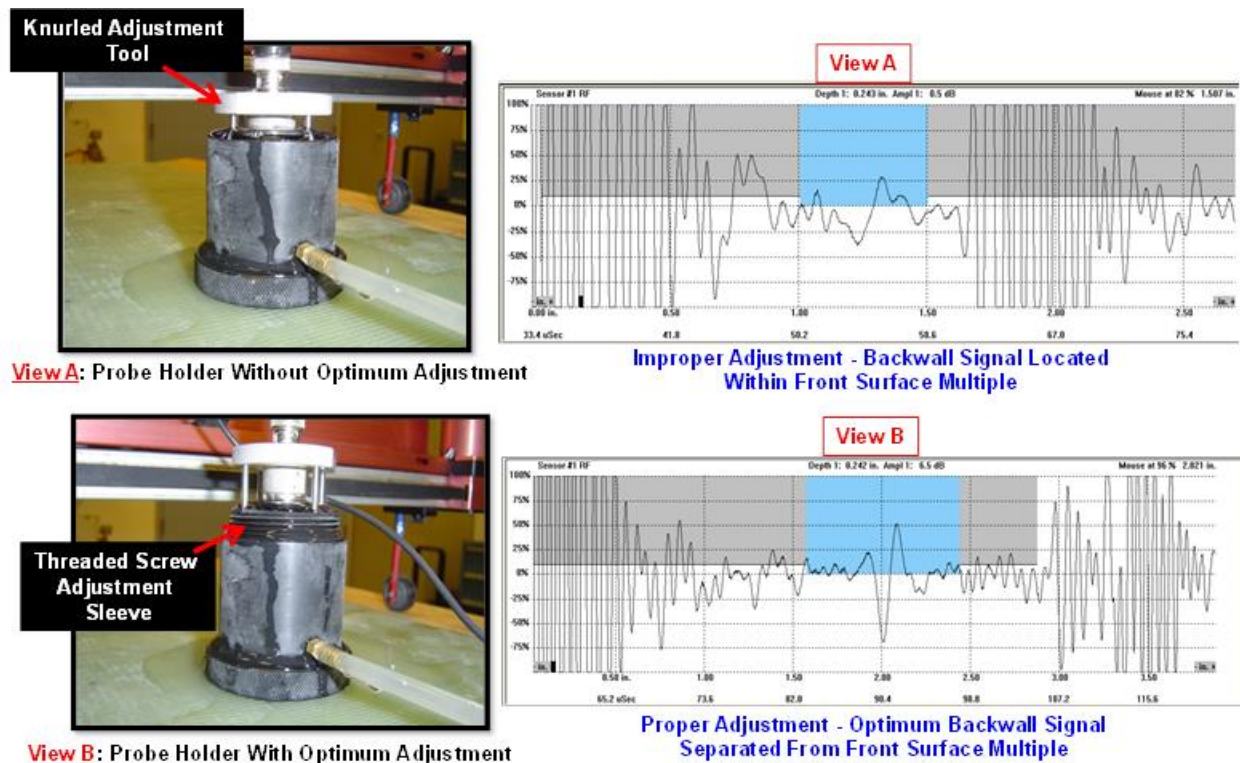 Knurled Adjustment
Tool
View A: Probe Holder Without Optimum Adjustment
View A
Sensor #1 RF
Depth 1: 0.243 in. Ampl 1: 0.5 dB
Mouse at 82 % 1.507 in.
100%
75%
50%
25%
0%
-25%
-50%
-75%
in. +
in. +
0.00 in.
0.50
1.00
1.50
2.00
2.50
33.4 uSec
41.8
50.2
58.6
67.0
75.4
Improper Adjustment - Backwall Signal Located
Within Front Surface Multiple
Threaded Screw
Adjustment
Sleeve
View B: Probe Holder With Optimum Adjustment
View B
Sensor #1 RF
Depth 1: 0.242 in. Ampl 1: 6.5 dB
Mouse at 96 % 2.021 in.
100%
75%
50%
25%
0%
-25%
-50%
-75%
0.50 in.
1.00
1.50
2.00
2.50
3.00
3.50
65.2 uSec
73.6
82.0
90.4
98.8
107.2
115.6
Proper Adjustment - Optimum Backwall Signal
Separated From Front Surface Multiple